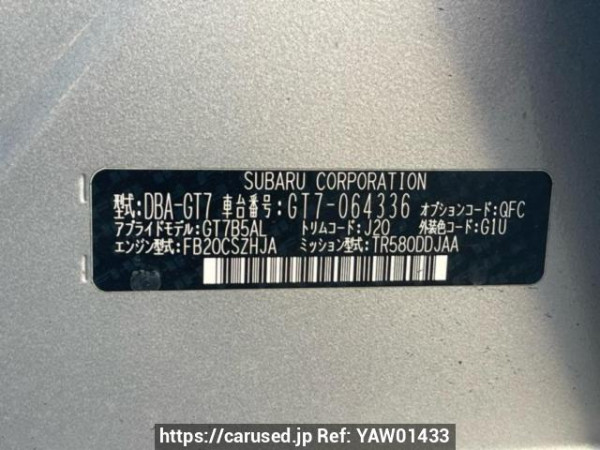 SUBARU CORPORATION
型式:DBA-GT7 車台番号:GT7-064336 オプションコード:QFC
アプライドモデル:GT7B5AL トリムコード:J20 外装色コード:G1U
エンジン型式:FB20CSZHJA ミッション型式:TR580DDJAA
https://carused.jp Ref: YAW01433